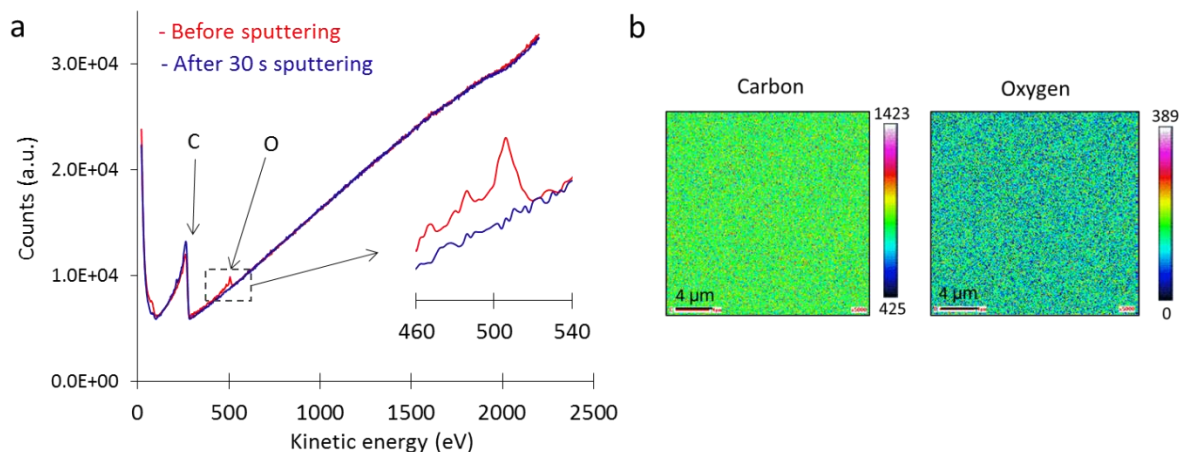 a
- Before sputtering
- After 30 s sputtering
Counts (a.u.)
3.0E+04
2.0E+04
1.0E+04
0.0E+00
C
O
460 500 540
0 500 1000 1500 2000 2500
Kinetic energy (eV)
b
Carbon
1423
425
4 µm
x5000
Oxygen
389
0
4 µm
x5000